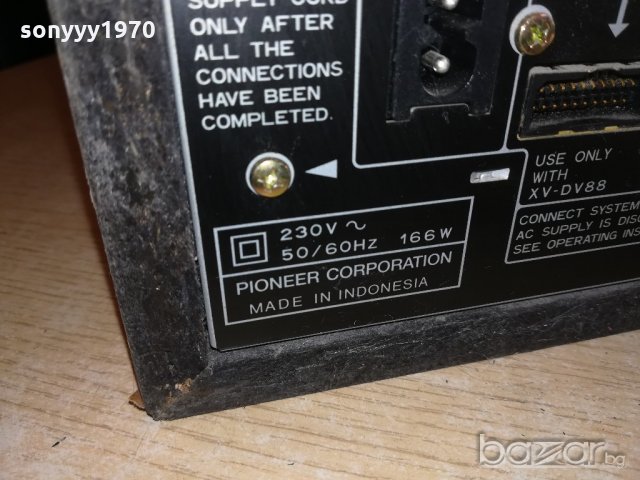 sonyyy1970
SUPPLY CORD
ONLY AFTER
ALL THE
CONNECTIONS
HAVE BEEN
COMPLETED.
USE ONLY
WITH
XV-DV88
CONNECT SYSTEM
AC SUPPLY IS DIS
SEE OPERATING INS
230V ~
50/60HZ 166W
PIONEER CORPORATION
MADE IN INDONESIA
bazar.bg